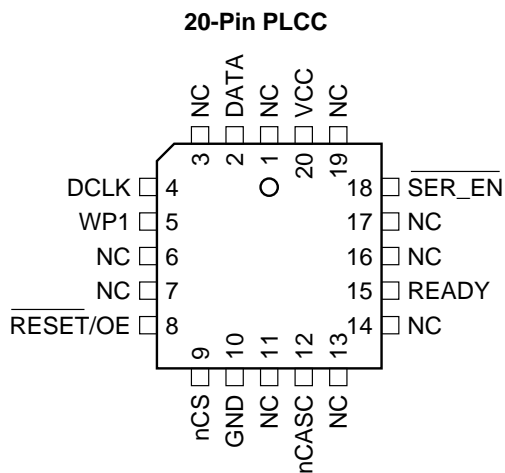 20-Pin PLCC
NC
DATA
NC
VCC
NC
3
2
1
20
19
DCLK 4
18 SER_EN
WP1 5
17 NC
NC 6
16 NC
NC 7
15 READY
RESET/OE 8
14 NC
9
10
11
12
13
nCS
GND
NC
nCASC
NC